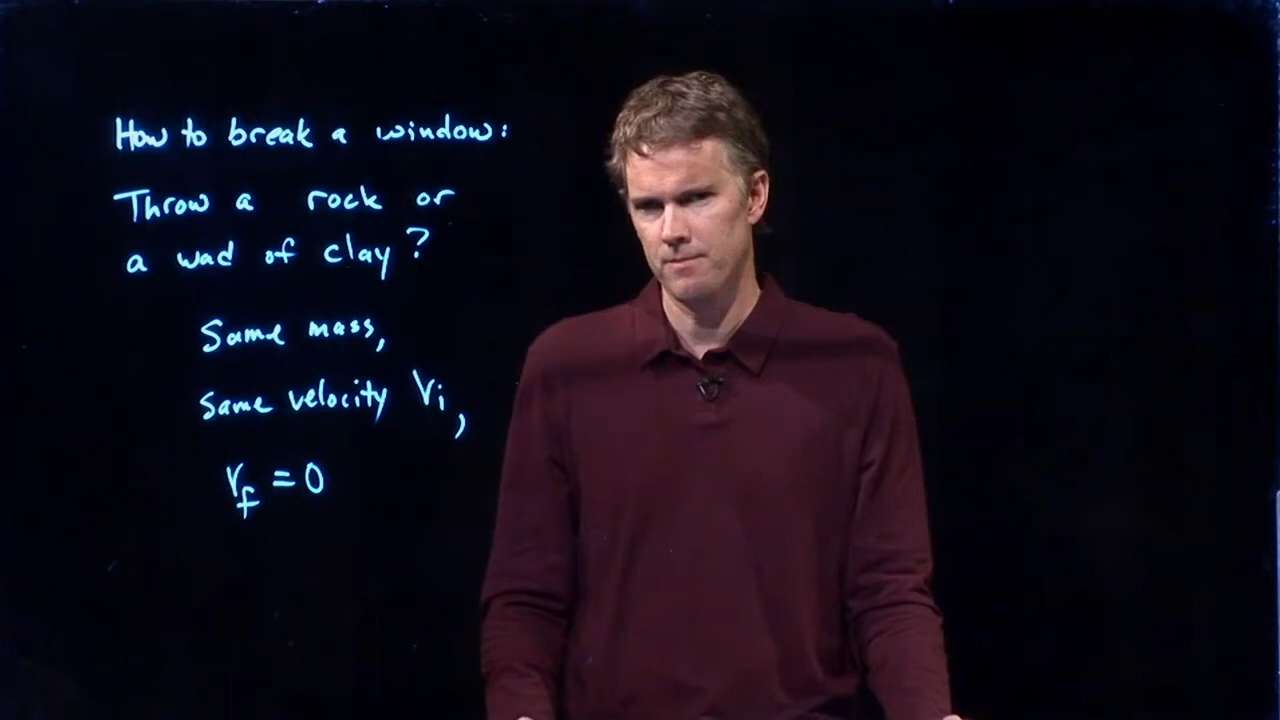 How to break a window:
Throw a rock or
a wad of clay?
Same mass,
same velocity Vi,
Vf = 0